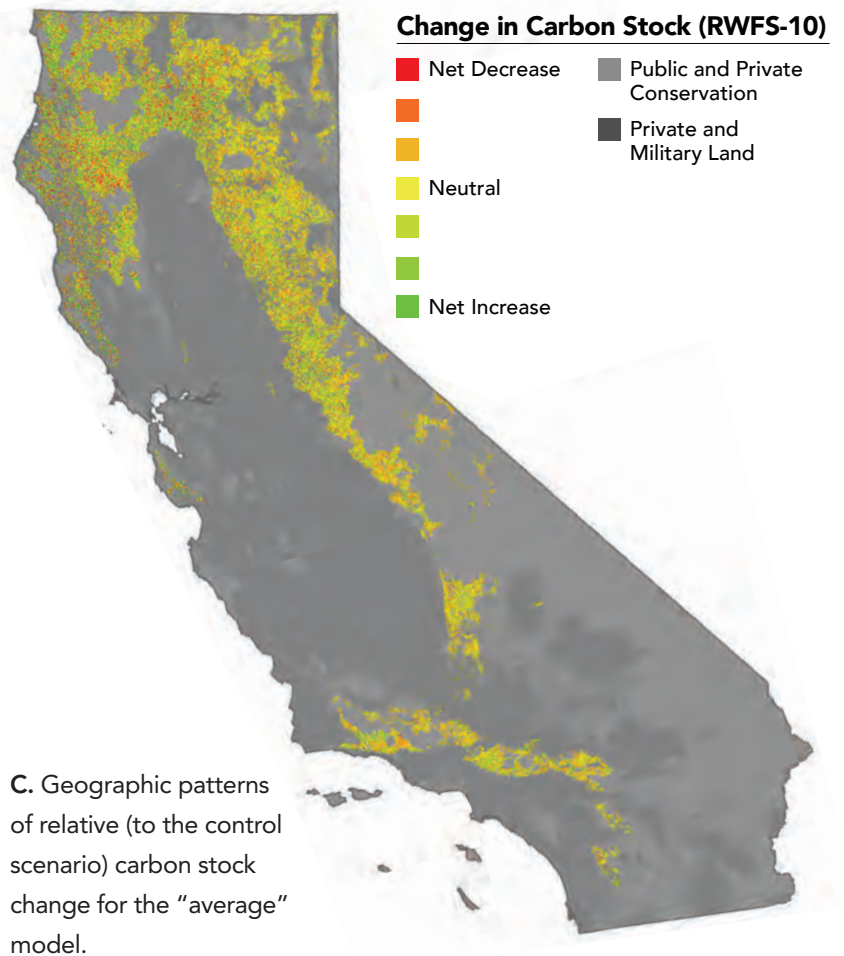 Change in Carbon Stock (RWFS-10)
Net Decrease
Neutral
Net Increase
Public and Private
Conservation
Private and
Military Land
C. Geographic patterns
of relative (to the control
scenario) carbon stock
change for the “average”
model.